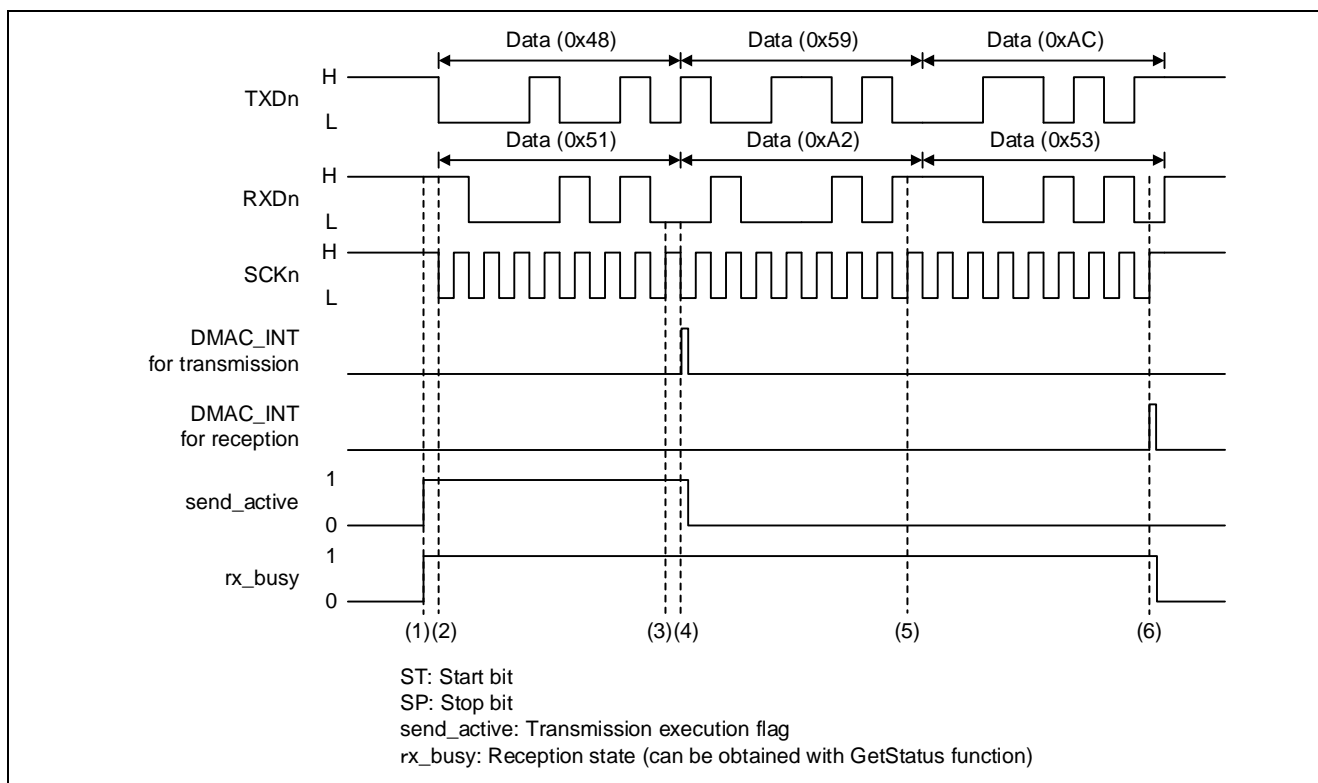 Data (0x48) Data (0x59) Data (0xAC)
H
TXDn
L
Data (0x51) Data (0xA2) Data (0x53)
H
RXDn
L
H
SCKn
L
DMAC_INT
for transmission
DMAC_INT
for reception
1
send_active
0
1
rx_busy
0
(1) (2) (3) (4) (5) (6)
ST: Start bit
SP: Stop bit
send_active: Transmission execution flag
rx_busy: Reception state (can be obtained with GetStatus function)